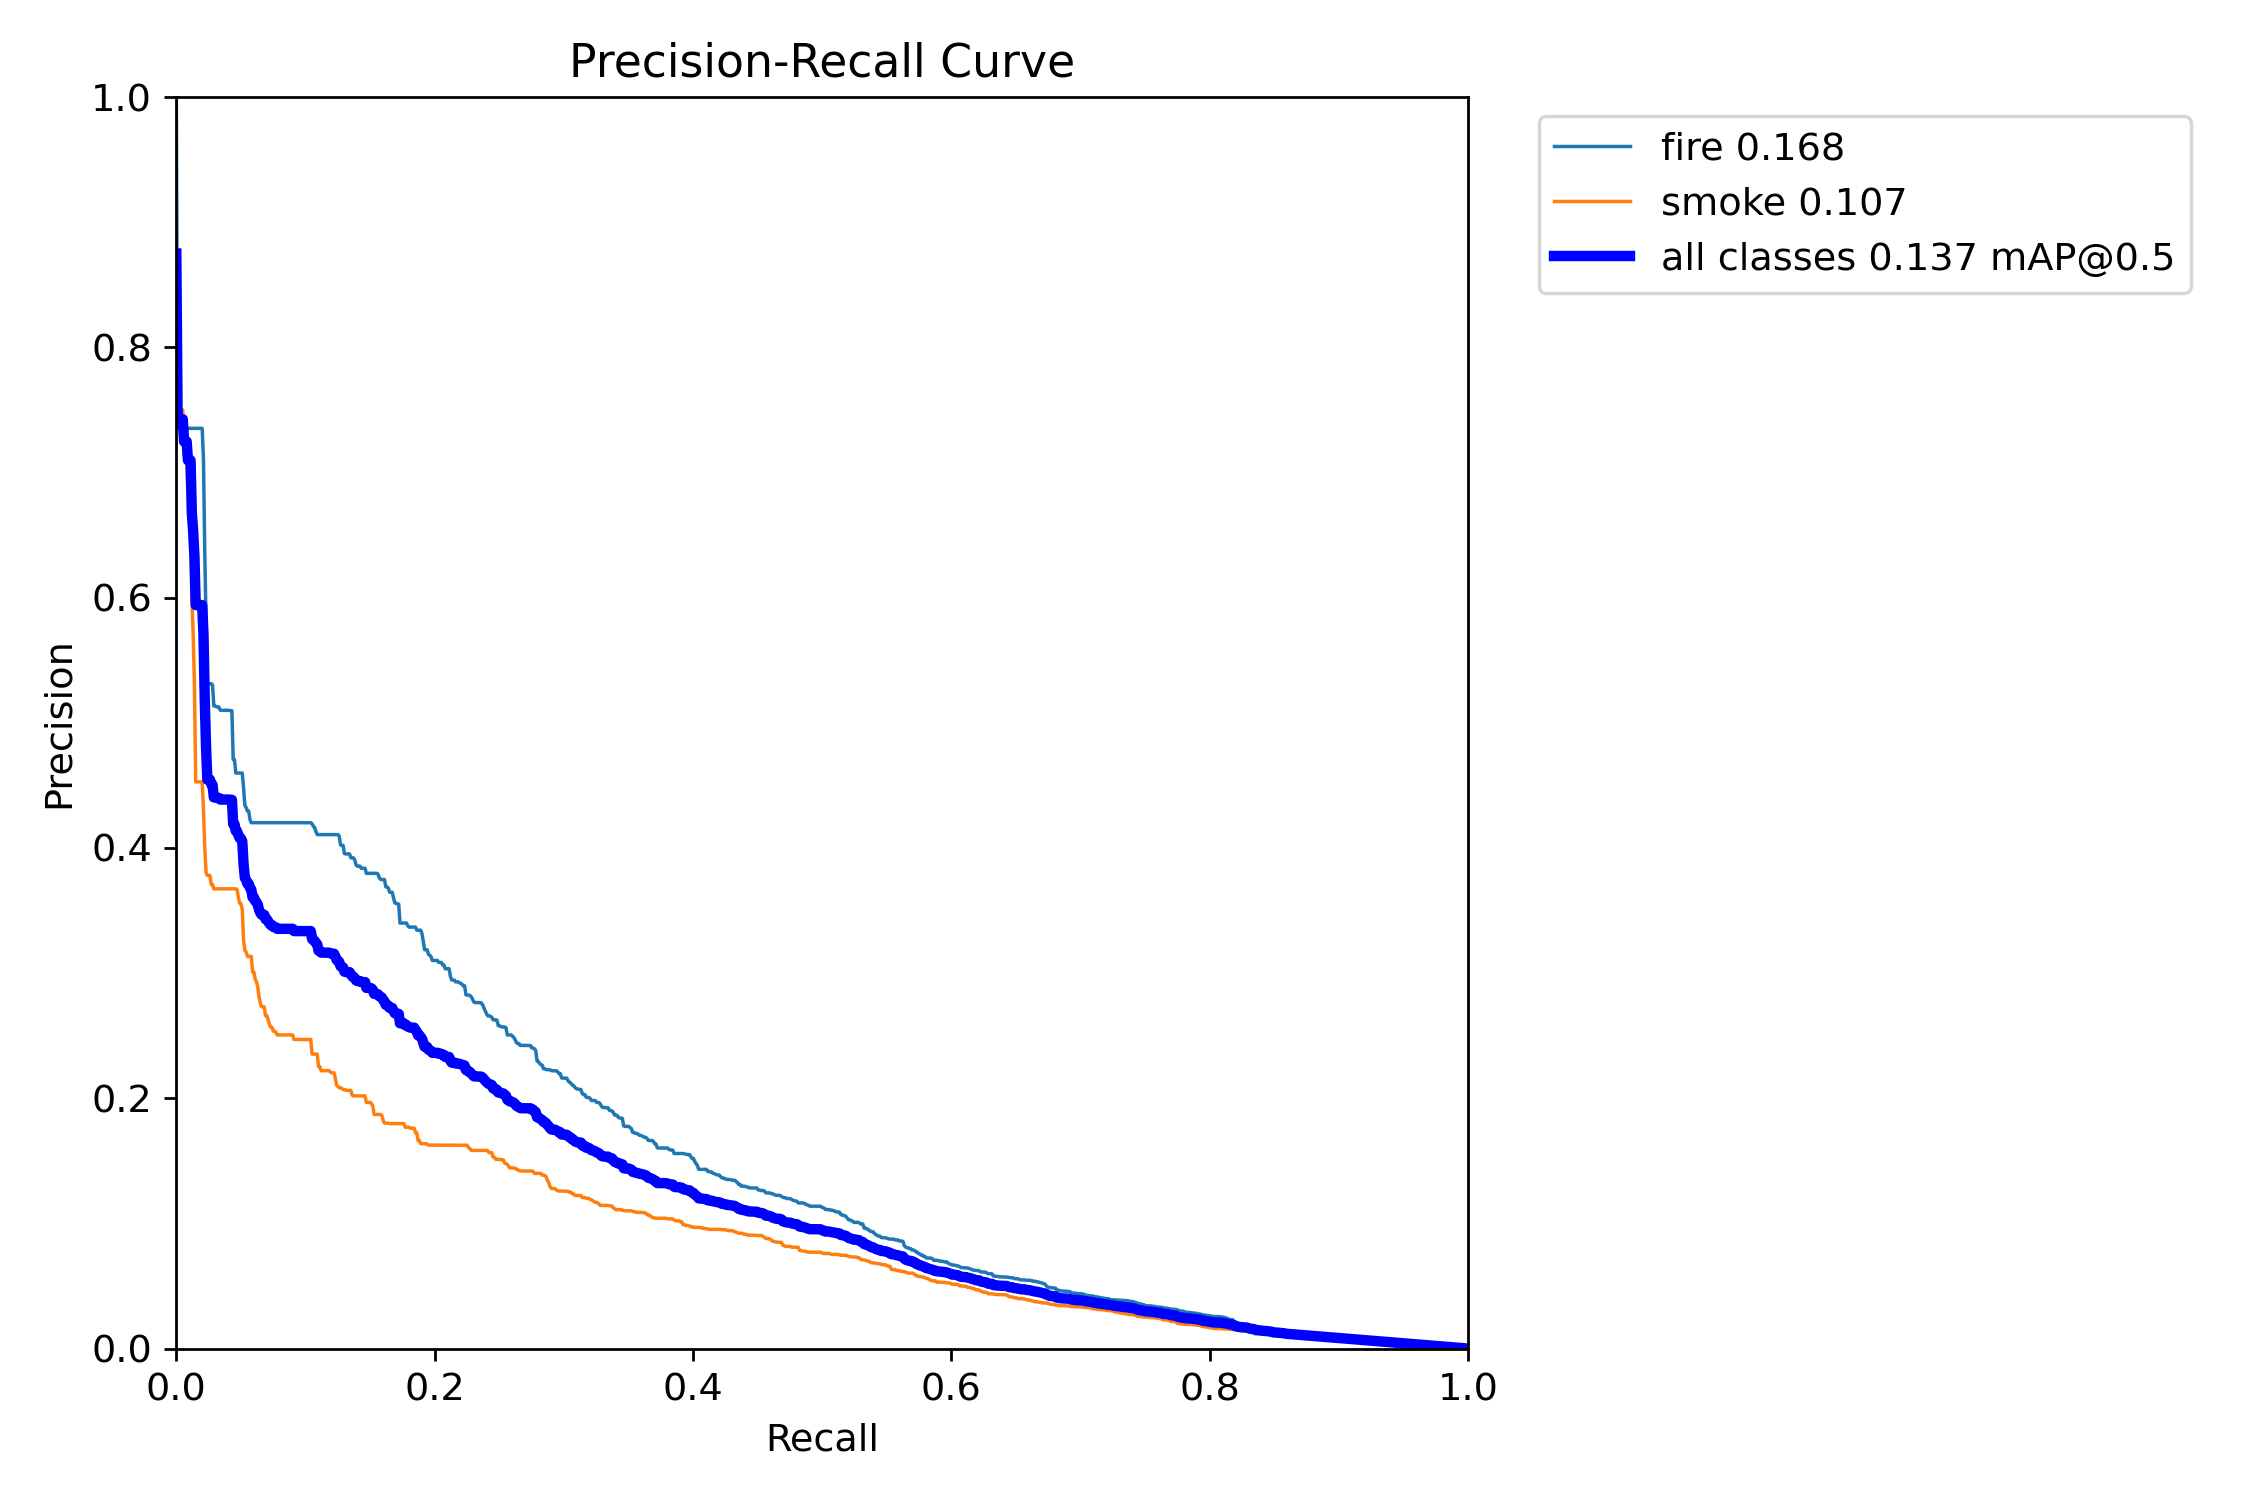 Precision-Recall Curve
1.0
0.8
0.6
0.4
0.2
0.0
Precision
0.0 0.2 0.4 0.6 0.8 1.0
Recall
fire 0.168
smoke 0.107
all classes 0.137 mAP@0.5